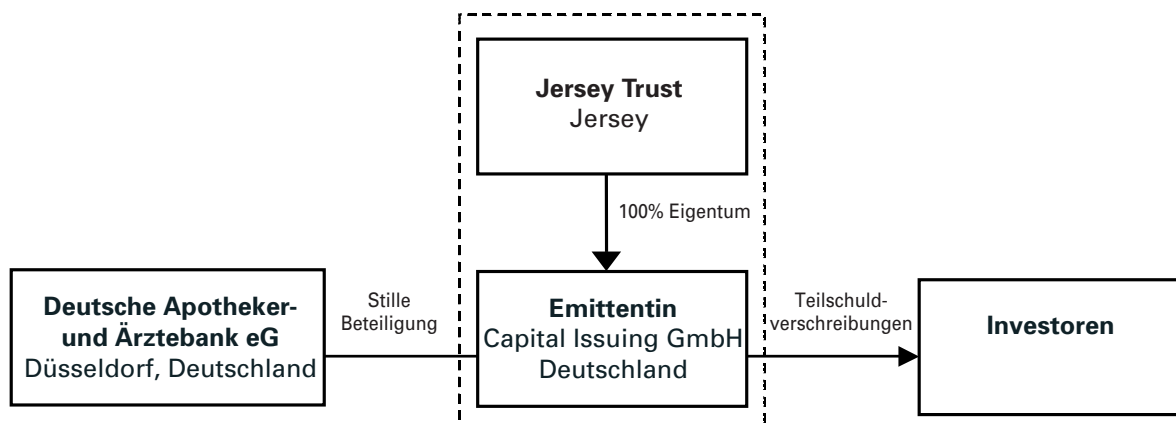 Jersey Trust
Jersey
100% Eigentum
Deutsche Apotheker-
und Ärztebank eG
Düsseldorf, Deutschland
Stille
Beteiligung
Emittentin
Capital Issuing GmbH
Deutschland
Teilschuld-
verschreibungen
Investoren